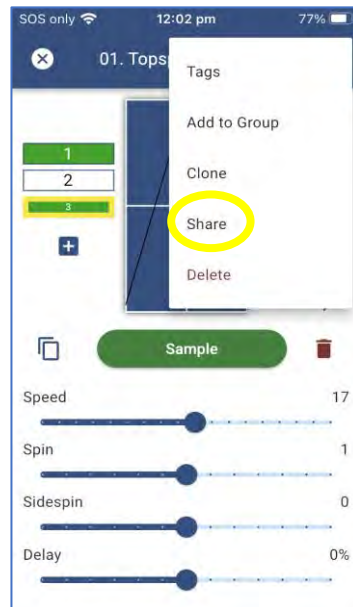 SOS only 12:02 pm 77%
01. Tops
Tags
Add to Group
Clone
Share
Delete
1
2
3
Sample
Speed 17
Spin 1
Sidespin 0
Delay 0%